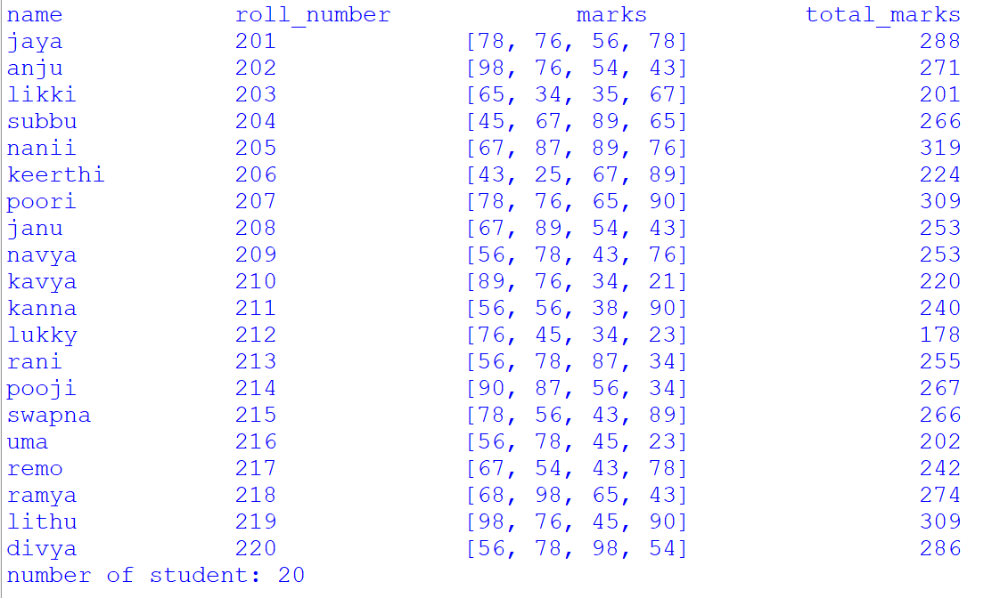 name roll_number marks total_marks
jaya 201 [78, 76, 56, 78] 288
anju 202 [98, 76, 54, 43] 271
likki 203 [65, 34, 35, 67] 201
subbu 204 [45, 67, 89, 65] 266
nanii 205 [67, 87, 89, 76] 319
keerthi 206 [43, 25, 67, 89] 224
poori 207 [78, 76, 65, 90] 309
janu 208 [67, 89, 54, 43] 253
navya 209 [56, 78, 43, 76] 253
kavya 210 [89, 76, 34, 21] 220
kanna 211 [56, 56, 38, 90] 240
lukky 212 [76, 45, 34, 23] 178
rani 213 [56, 78, 87, 34] 255
pooji 214 [90, 87, 56, 34] 267
swapna 215 [78, 56, 43, 89] 266
uma 216 [56, 78, 45, 23] 202
remo 217 [67, 54, 43, 78] 242
ramya 218 [68, 98, 65, 43] 274
lithu 219 [98, 76, 45, 90] 309
divya 220 [56, 78, 98, 54] 286
number of student: 20